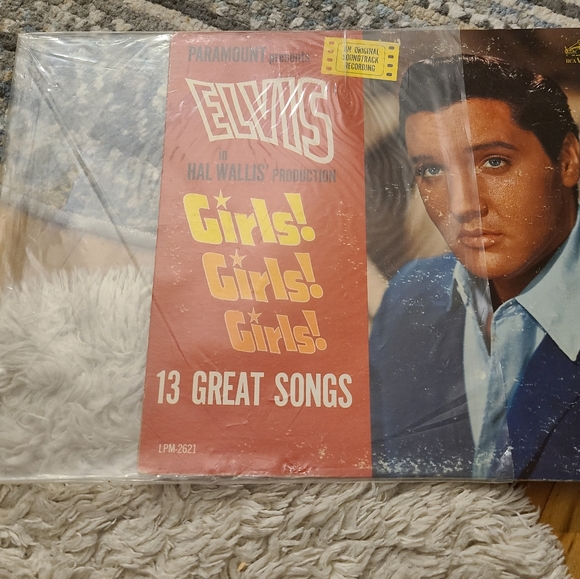 PARAMOUNT presents
AN ORIGINAL
SOUNDTRACK
RECORDING
RCA
ELVIS
in
HAL WALLIS' PRODUCTION
Girls!
Girls!
Girls!
13 GREAT SONGS
LPM-2621